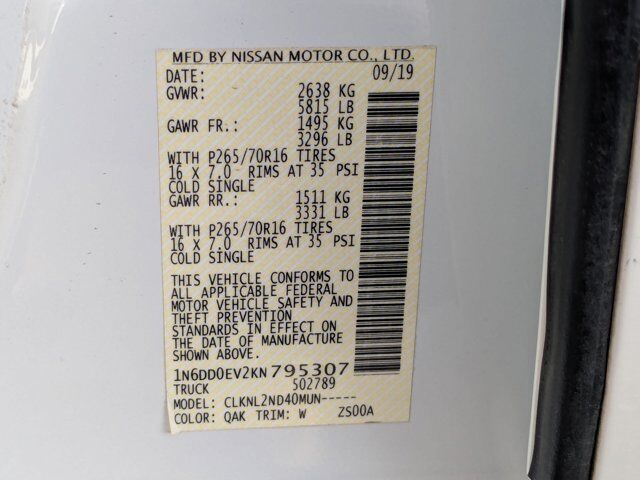 MFD BY NISSAN MOTOR CO., LTD.
DATE: 09/19
GVWR: 2638 KG
5815 LB
GAWR FR.: 1495 KG
3296 LB
WITH P265/70R16 TIRES
16 X 7.0 RIMS AT 35 PSI
COLD SINGLE
GAWR RR.: 1511 KG
3331 LB
WITH P265/70R16 TIRES
16 X 7.0 RIMS AT 35 PSI
COLD SINGLE
THIS VEHICLE CONFORMS TO
ALL APPLICABLE FEDERAL
MOTOR VEHICLE SAFETY AND
THEFT PREVENTION
STANDARDS IN EFFECT ON
THE DATE OF MANUFACTURE
SHOWN ABOVE.
1N6DD0EV2KN795307
TRUCK 502789
MODEL: CLKNL2ND40MUN-----
COLOR: QAK TRIM: W ZS00A